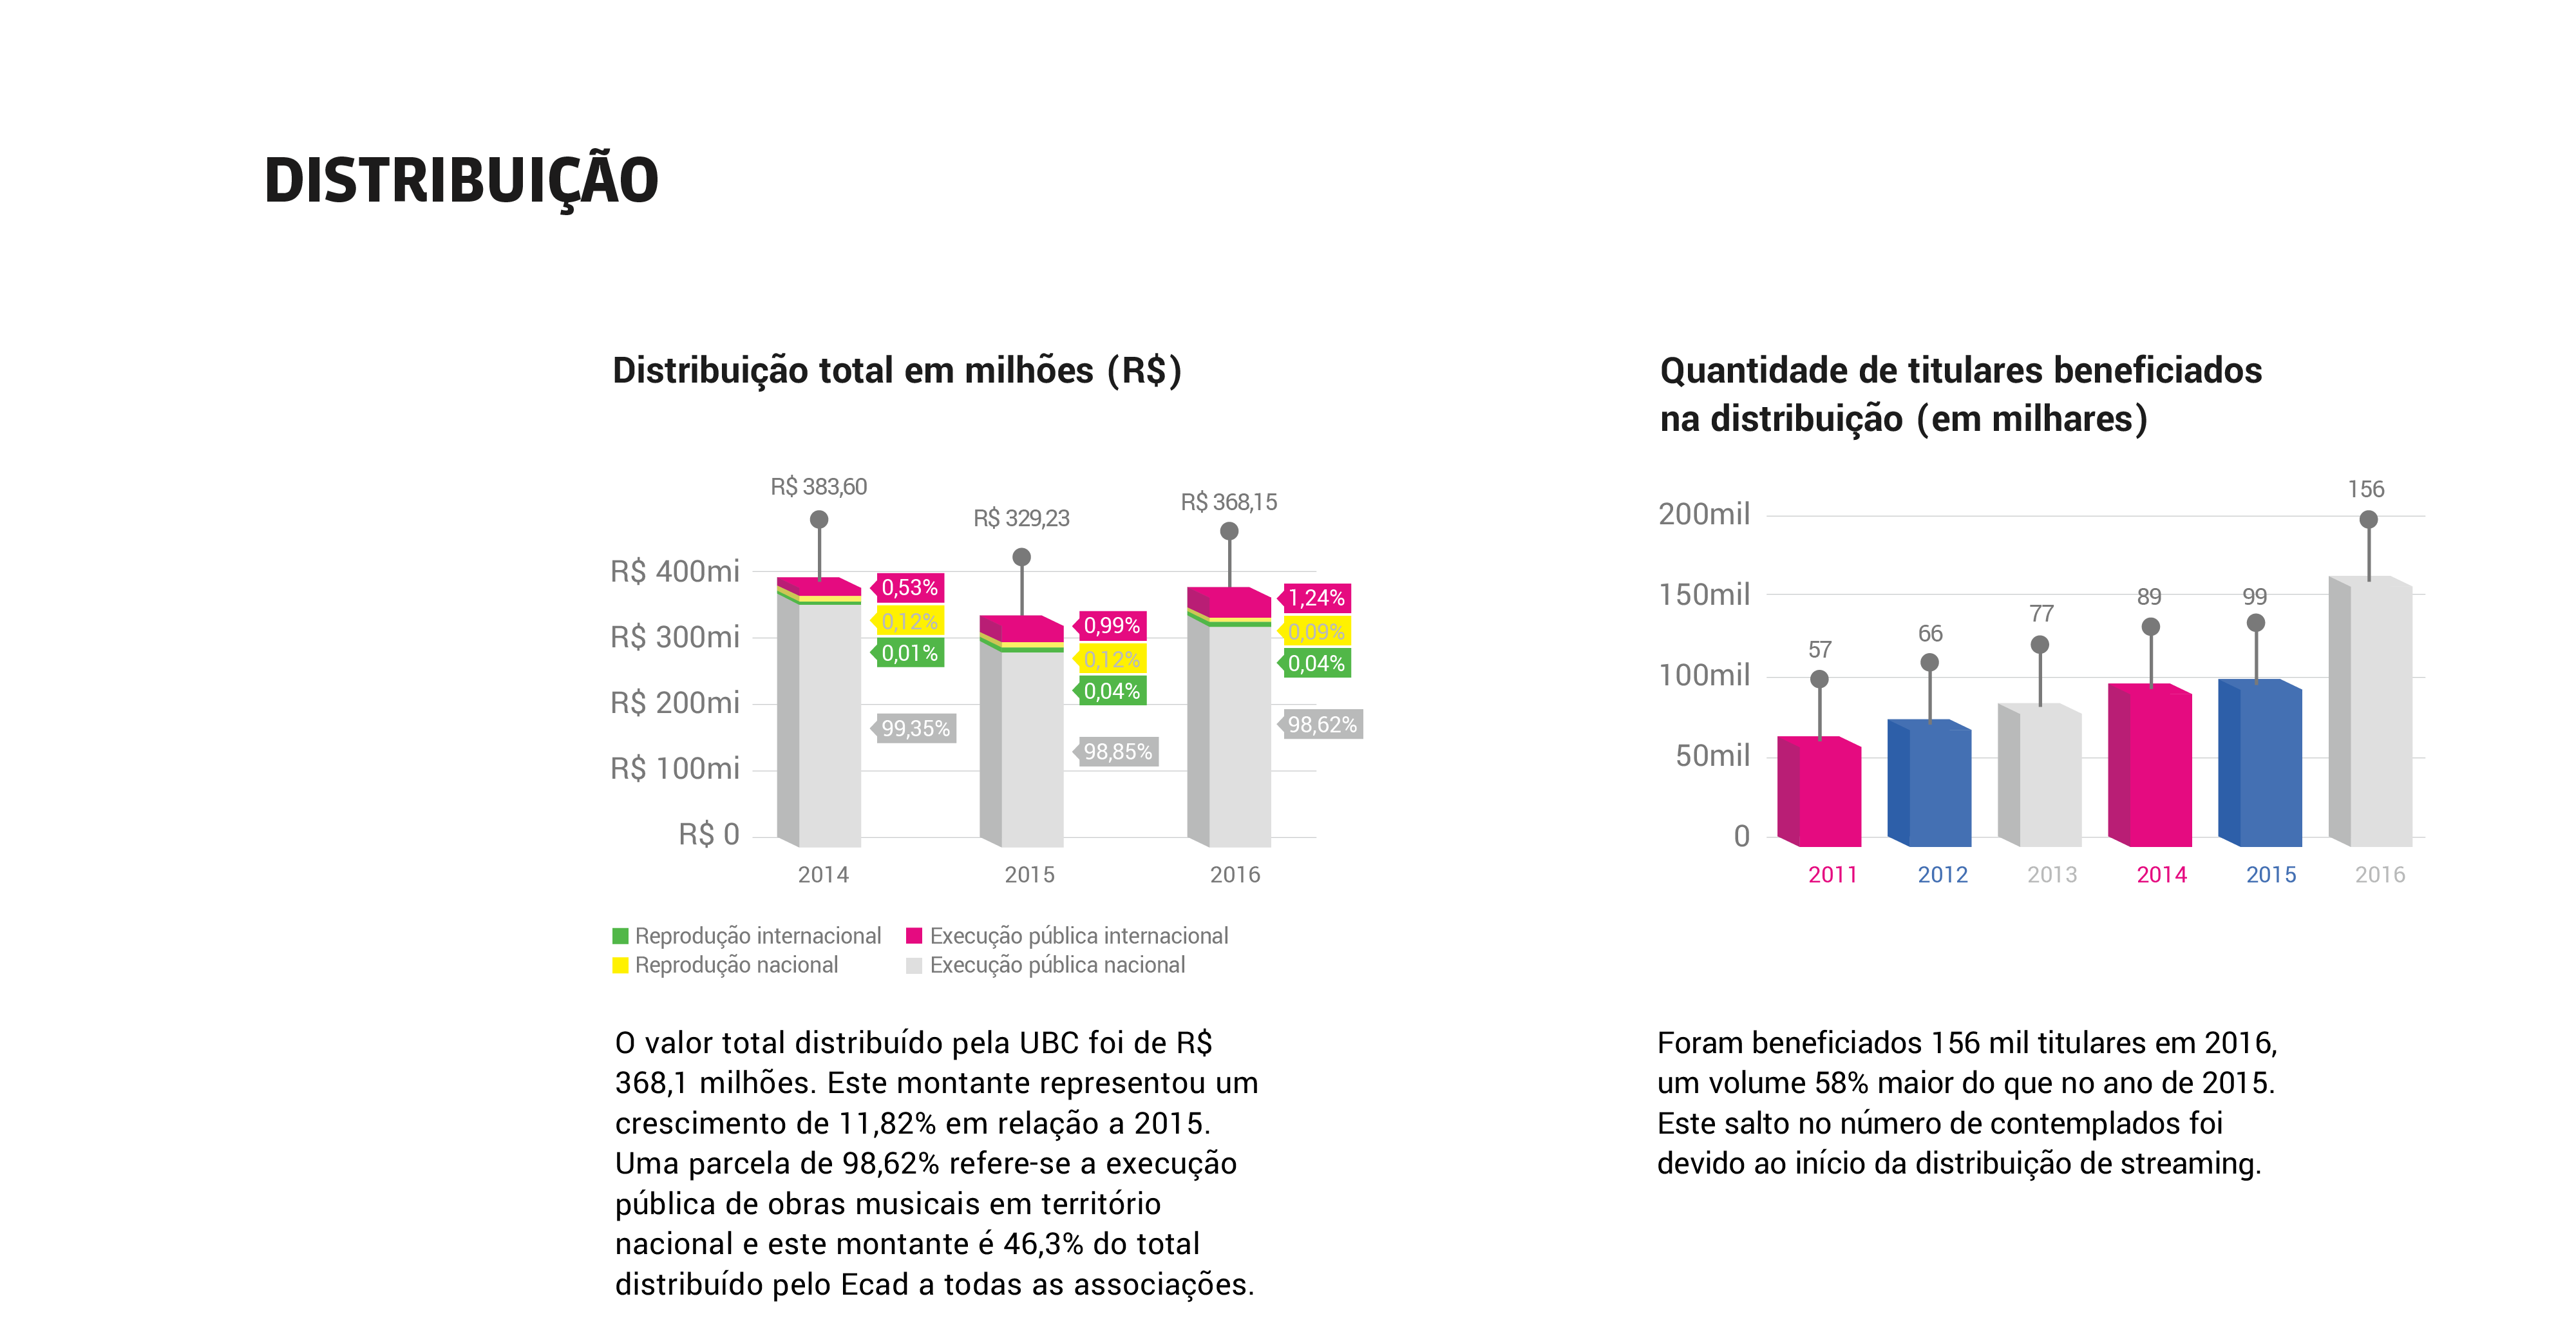 DISTRIBUIÇÃO
Distribuição total em milhões (R$)
R$ 383,60
R$ 329,23
R$ 368,15
R$ 400mi
R$ 300mi
R$ 200mi
R$ 100mi
R$ 0
0,53%
0,12%
0,01%
99,35%
0,99%
0,12%
0,04%
98,85%
1,24%
0,09%
0,04%
98,62%
2014
2015
2016
Reprodução internacional
Execução pública internacional
Reprodução nacional
Execução pública nacional
O valor total distribuído pela UBC foi de R$
368,1 milhões. Este montante representou um
crescimento de 11,82% em relação a 2015.
Uma parcela de 98,62% refere-se a execução
pública de obras musicais em território
nacional e este montante é 46,3% do total
distribuído pelo Ecad a todas as associações.
Quantidade de titulares beneficiados
na distribuição (em milhares)
200mil
150mil
100mil
50mil
0
57
66
77
89
99
156
2011
2012
2013
2014
2015
2016
Foram beneficiados 156 mil titulares em 2016,
um volume 58% maior do que no ano de 2015.
Este salto no número de contemplados foi
devido ao início da distribuição de streaming.